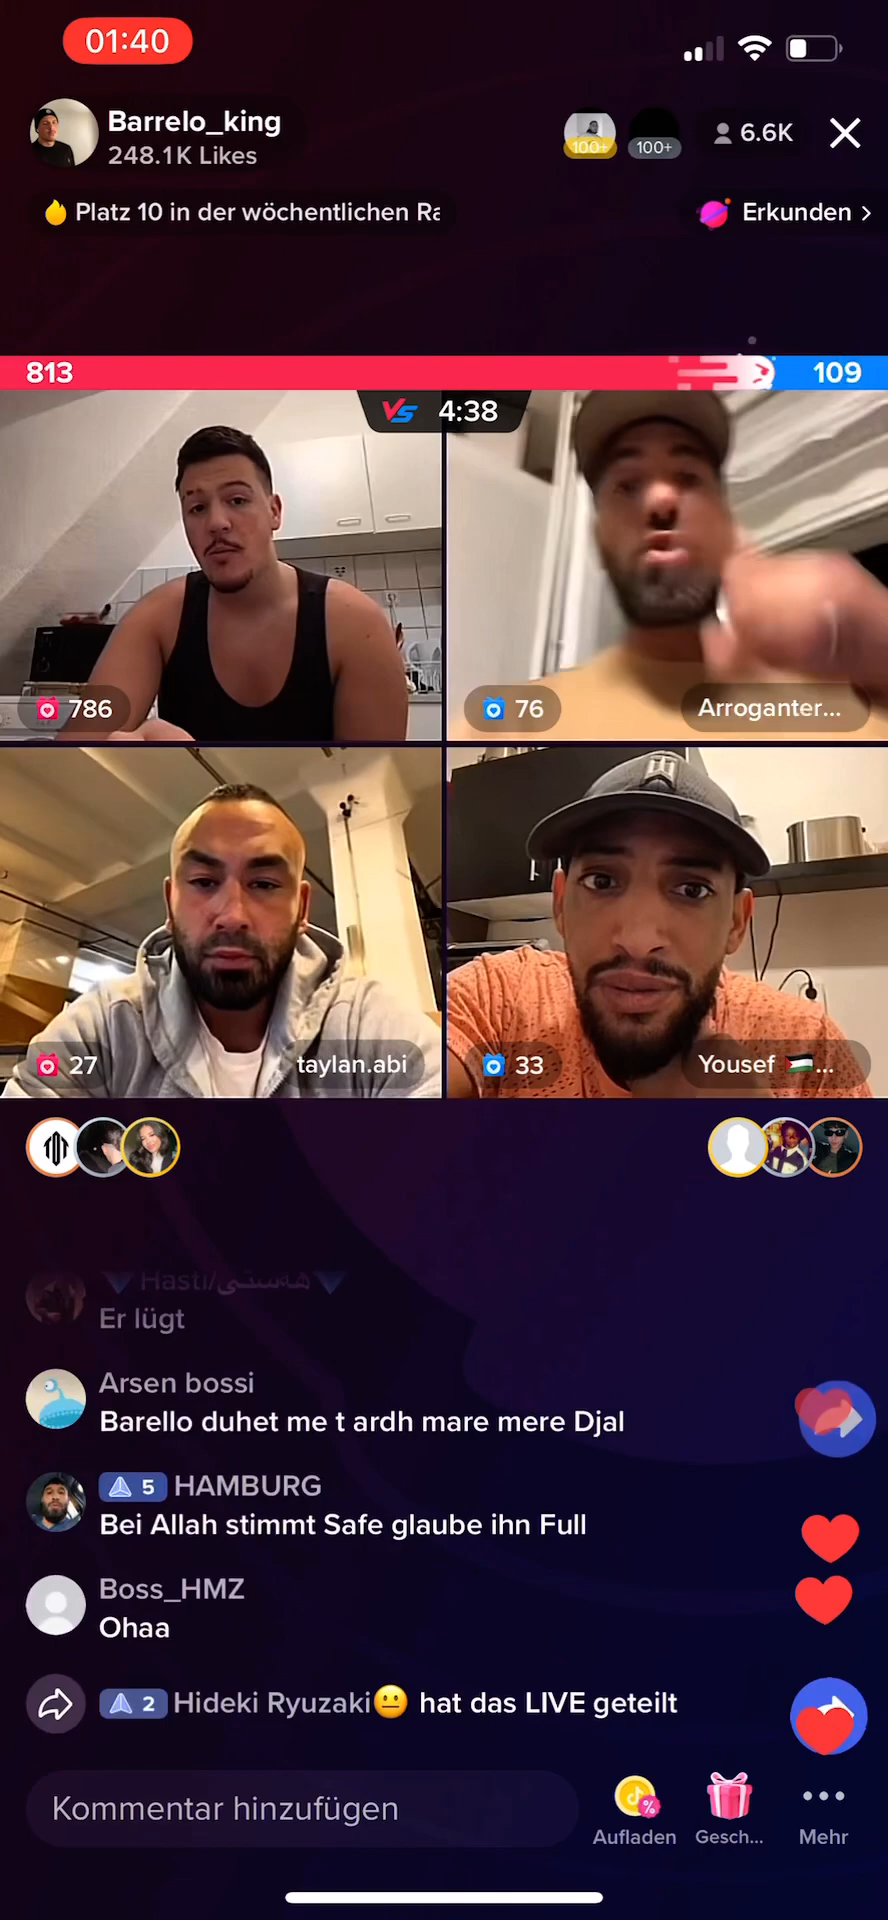 01:40
Barrelo_king
248.1K Likes
100+
100+
6.6K
Platz 10 in der wöchentlichen Ra
Erkunden >
813
109
VS 4:38
786
76
Arroganter...
27
taylan.abi
33
Yousef 🇵🇸...
💙Hasti/هەستی💙
Er lügt
Arsen bossi
Barello duhet me t ardh mare mere Djal
5 HAMBURG
Bei Allah stimmt Safe glaube ihn Full
Boss_HMZ
Ohaa
2 Hideki Ryuzaki😐 hat das LIVE geteilt
Kommentar hinzufügen
Aufladen
Gesch...
Mehr